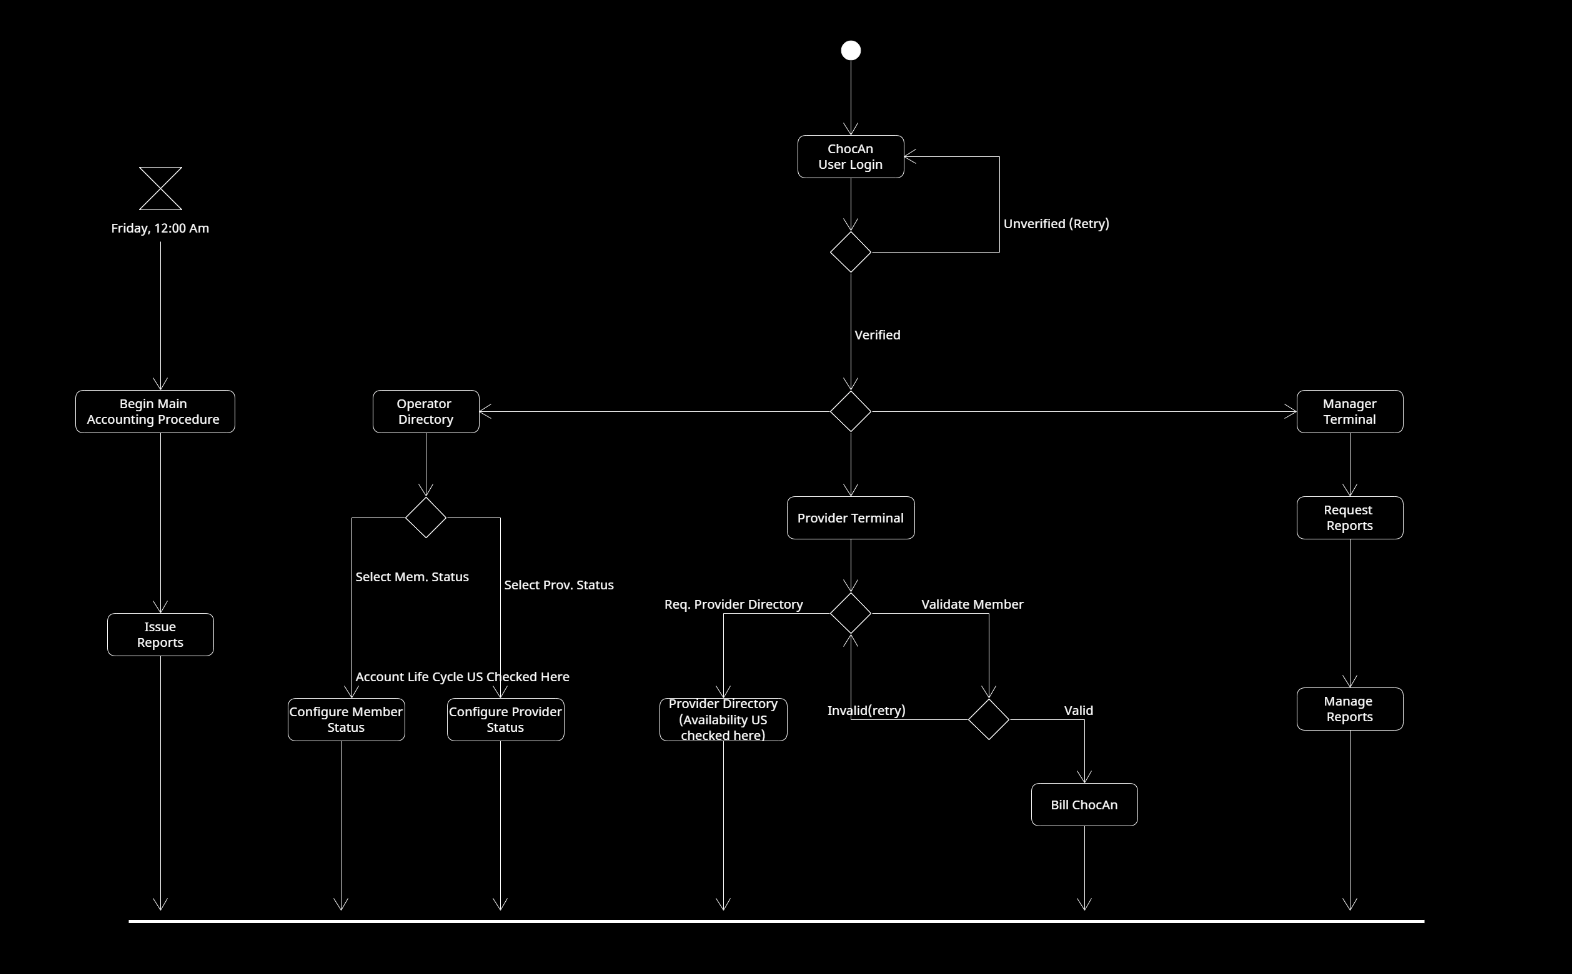 ChocAn
User Login
Unverified (Retry)
Friday, 12:00 Am
Verified
Begin Main
Accounting Procedure
Operator
Directory
Manager
Terminal
Provider Terminal
Request
Reports
Select Mem. Status
Select Prov. Status
Req. Provider Directory
Validate Member
Issue
Reports
Account Life Cycle US Checked Here
Configure Member
Status
Configure Provider
Status
Provider Directory
(Availability US
checked here)
Invalid(retry)
Valid
Manage
Reports
Bill ChocAn